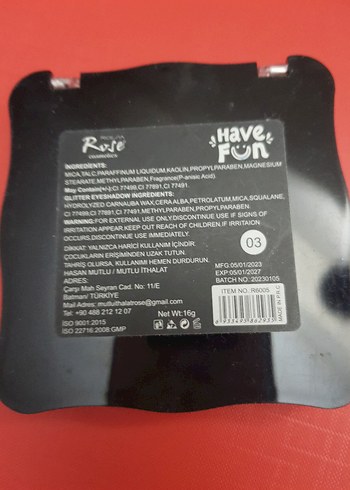 Rose
cosmetics
Have
Fun
INGREDIENTS:
MICA,TALC,PARAFFINUM LIQUIDUM,KAOLIN,PROPYLPARABEN,MAGNESIUM
STEARATE,METHYLPARABEN,Fragrance(P-anisic Acid).
May Contain(+/-):CI 77499,CI 77891,CI 77491.
GLITTER EYESHADOW INGREDIENTS:
HYDROLYZED CARNAUBA WAX,CERA ALBA,PETROLATUM,MICA,SQUALANE,
CI 77499,CI 77891,CI 77491,METHYLPARABEN,PROPYLPARABEN.
WARNING:FOR EXTERNAL USE ONLY.DISCONTINUE USE IF SIGNS OF
IRRITATION APPEAR KEEP OUT REACH OF CHILDREN.IF IRRITAION
OCCURS,DISCONTINUE USE IMMEDIATELY.
DİKKAT: YALNIZCA HARİCİ KULLANIM İÇİNDİR.
ÇOCUKLARIN ERİŞİMİNDEN UZAK TUTUN.
TAHRİŞ OLURSA, KULLANIMI HEMEN DURDURUN.
HASAN MUTLU / MUTLU İTHALAT
ADRES:
Çarşı Mah Seyran Cad. No: 11/E
Batman/ TÜRKİYE
Mail Adres: mutluithalatrose@gmail.com
Tel: +90 488 212 12 07
ISO 9001:2015
ISO 22716:2008 GMP
03
MFG:05/01/2023
EXP:05/01/2027
BATCH NO.:20230105
ITEM NO.: R6005
MADE IN P.R.C
Net Wt:16g